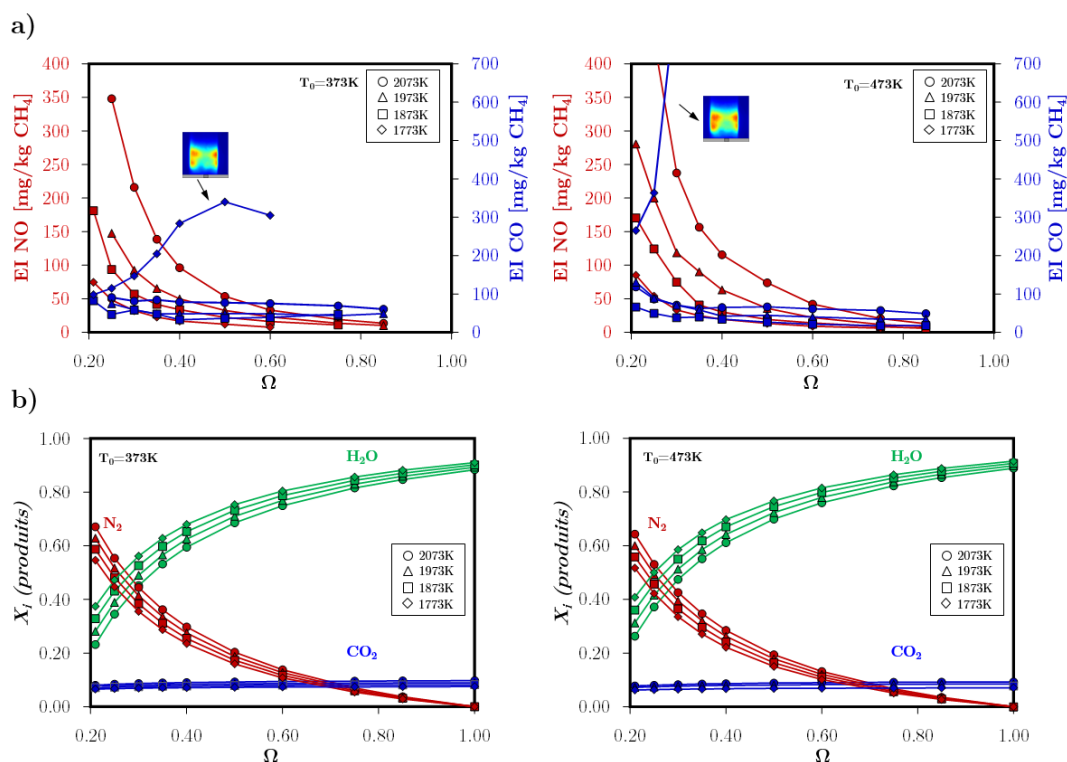 a)
EI NO [mg/kg CH₄]
400
350
300
250
200
150
100
50
0
T₀=373K
2073K
1973K
1873K
1773K
700
600
500
400
300
200
100
0
EI CO [mg/kg CH₄]
0.20 0.40 0.60 0.80 1.00
Ω
EI NO [mg/kg CH₄]
400
350
300
250
200
150
100
50
0
T₀=473K
2073K
1973K
1873K
1773K
700
600
500
400
300
200
100
0
EI CO [mg/kg CH₄]
0.20 0.40 0.60 0.80 1.00
Ω
b)
Xᵢ (produits)
1.00
0.80
0.60
0.40
0.20
0.00
T₀=373K
H₂O
N₂
2073K
1973K
1873K
1773K
CO₂
0.20 0.40 0.60 0.80 1.00
Ω
Xᵢ (produits)
1.00
0.80
0.60
0.40
0.20
0.00
T₀=473K
H₂O
N₂
2073K
1973K
1873K
1773K
CO₂
0.20 0.40 0.60 0.80 1.00
Ω